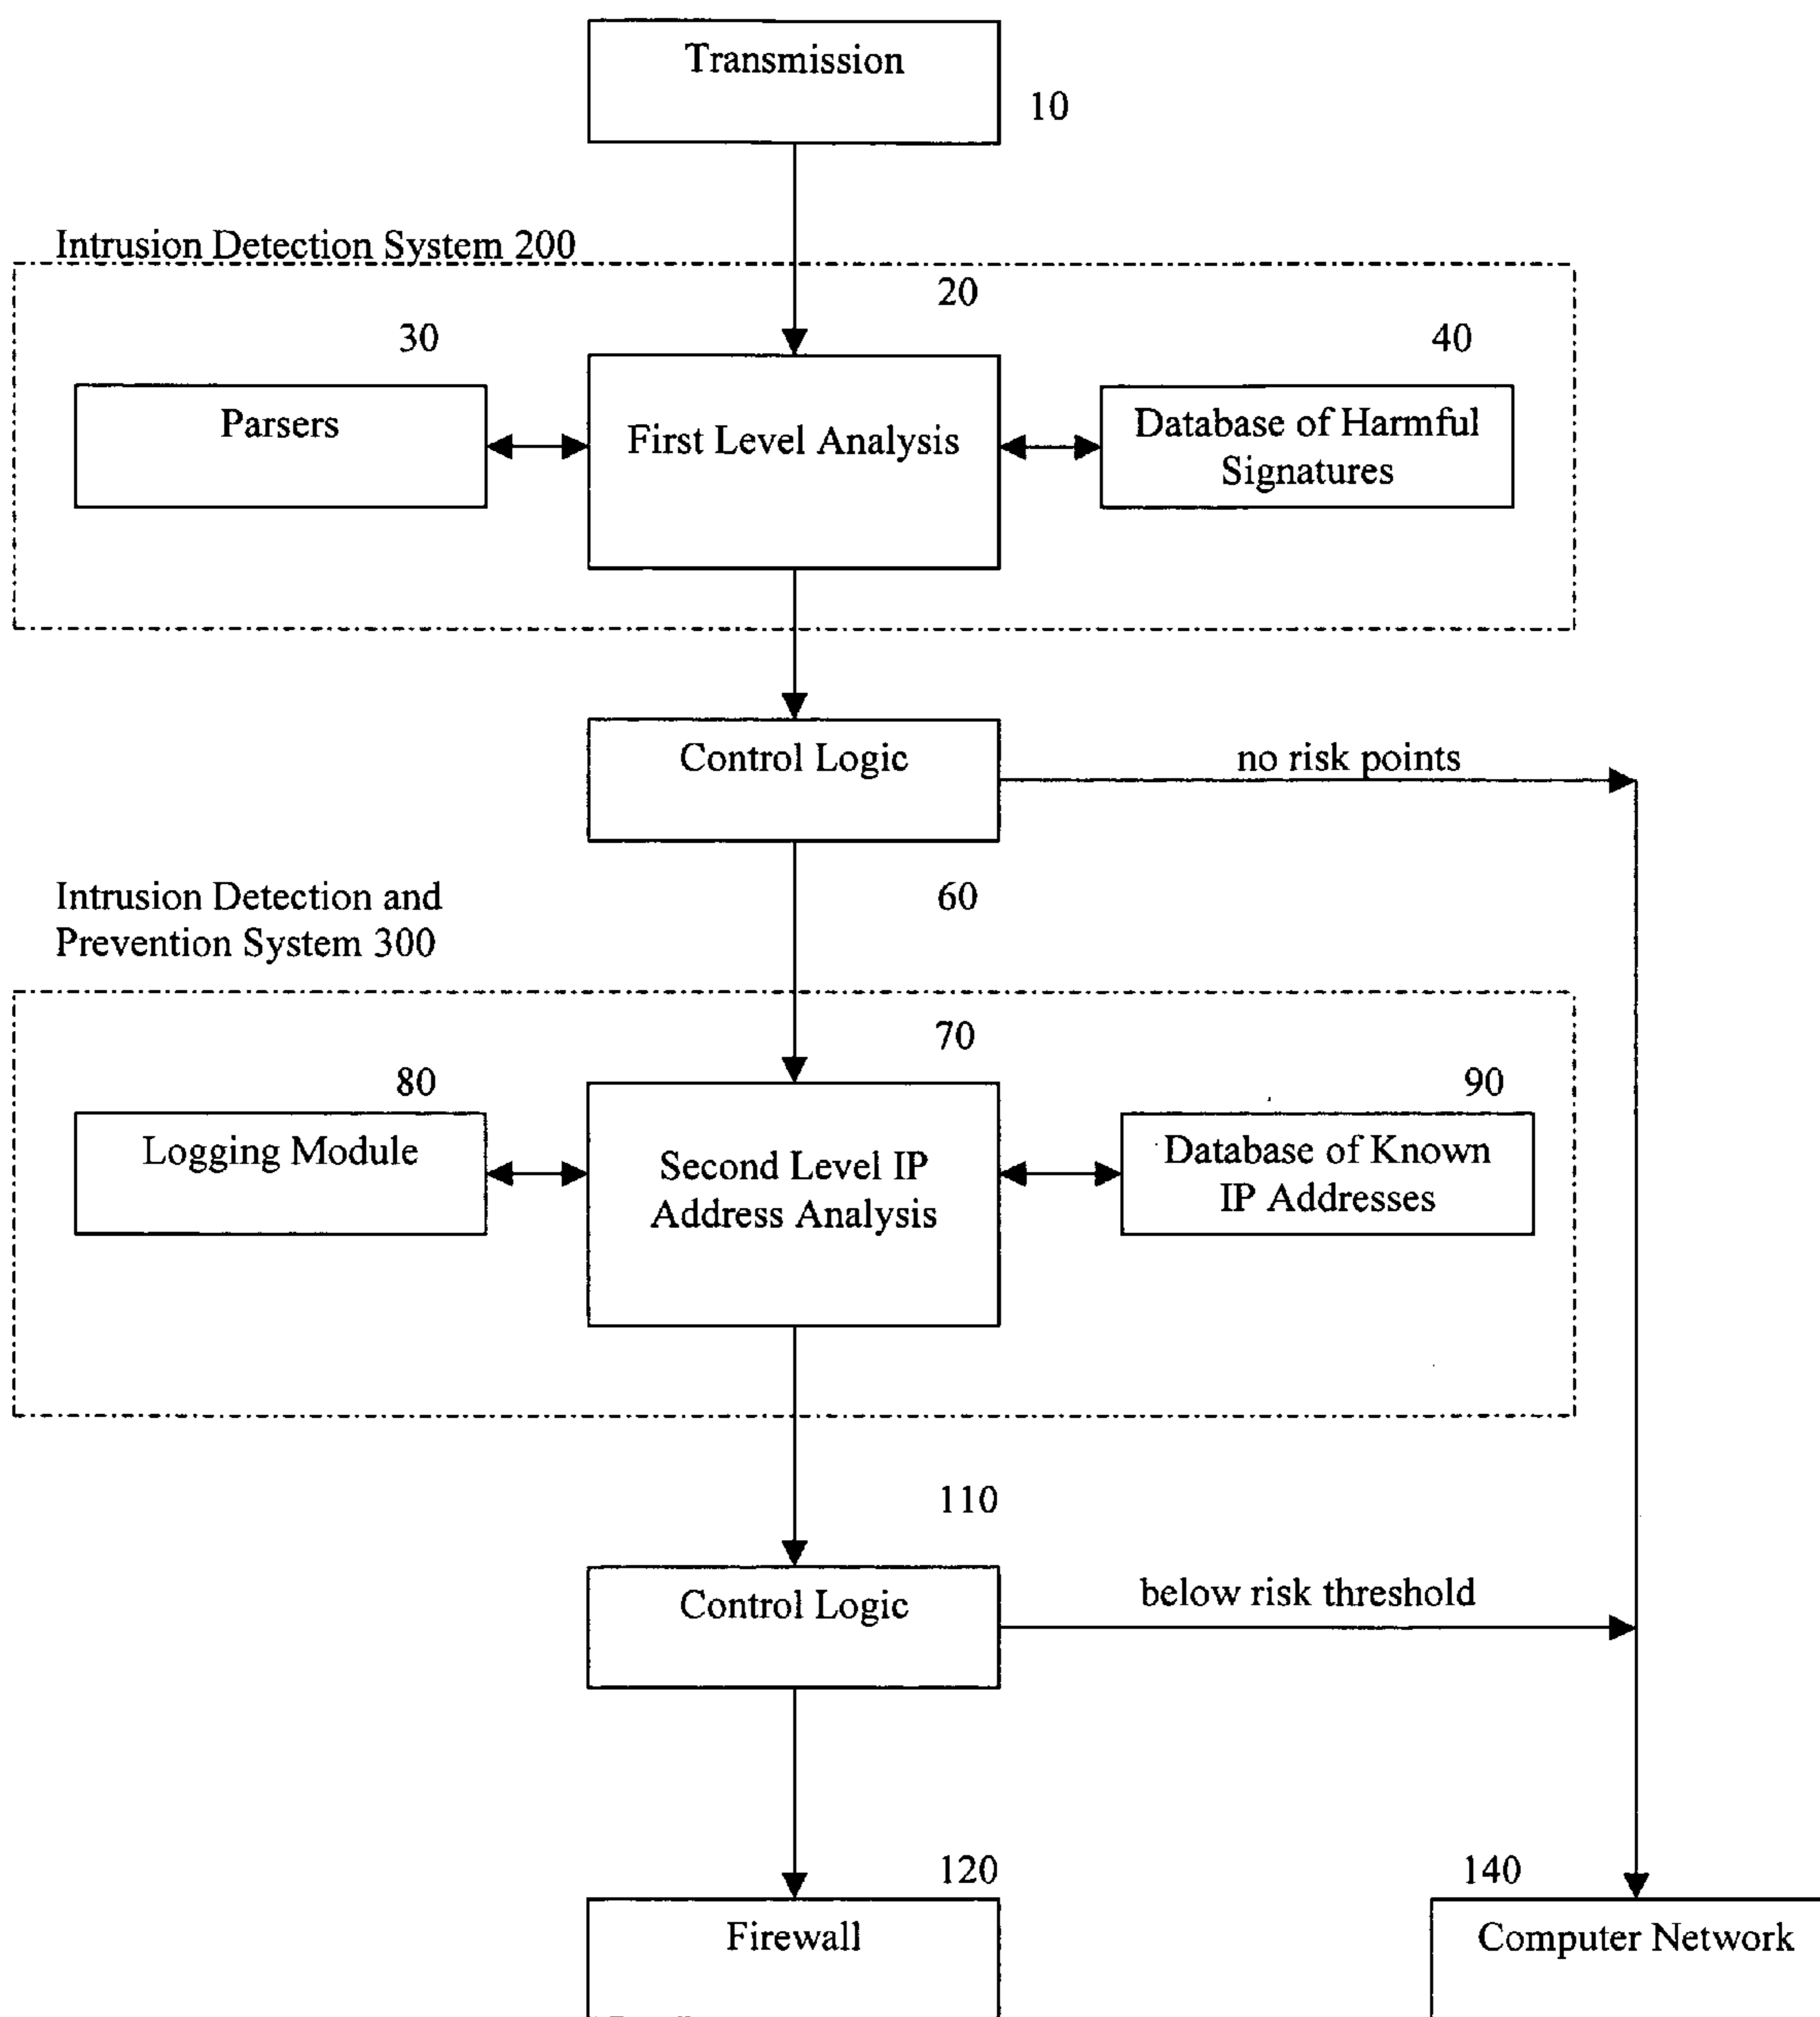 Transmission
10
Intrusion Detection System 200
20
30
40
Parsers
First Level Analysis
Database of Harmful
Signatures
Control Logic
no risk points
60
Intrusion Detection and
Prevention System 300
70
80
90
Logging Module
Second Level IP
Address Analysis
Database of Known
IP Addresses
110
Control Logic
below risk threshold
120
140
Firewall
Computer Network